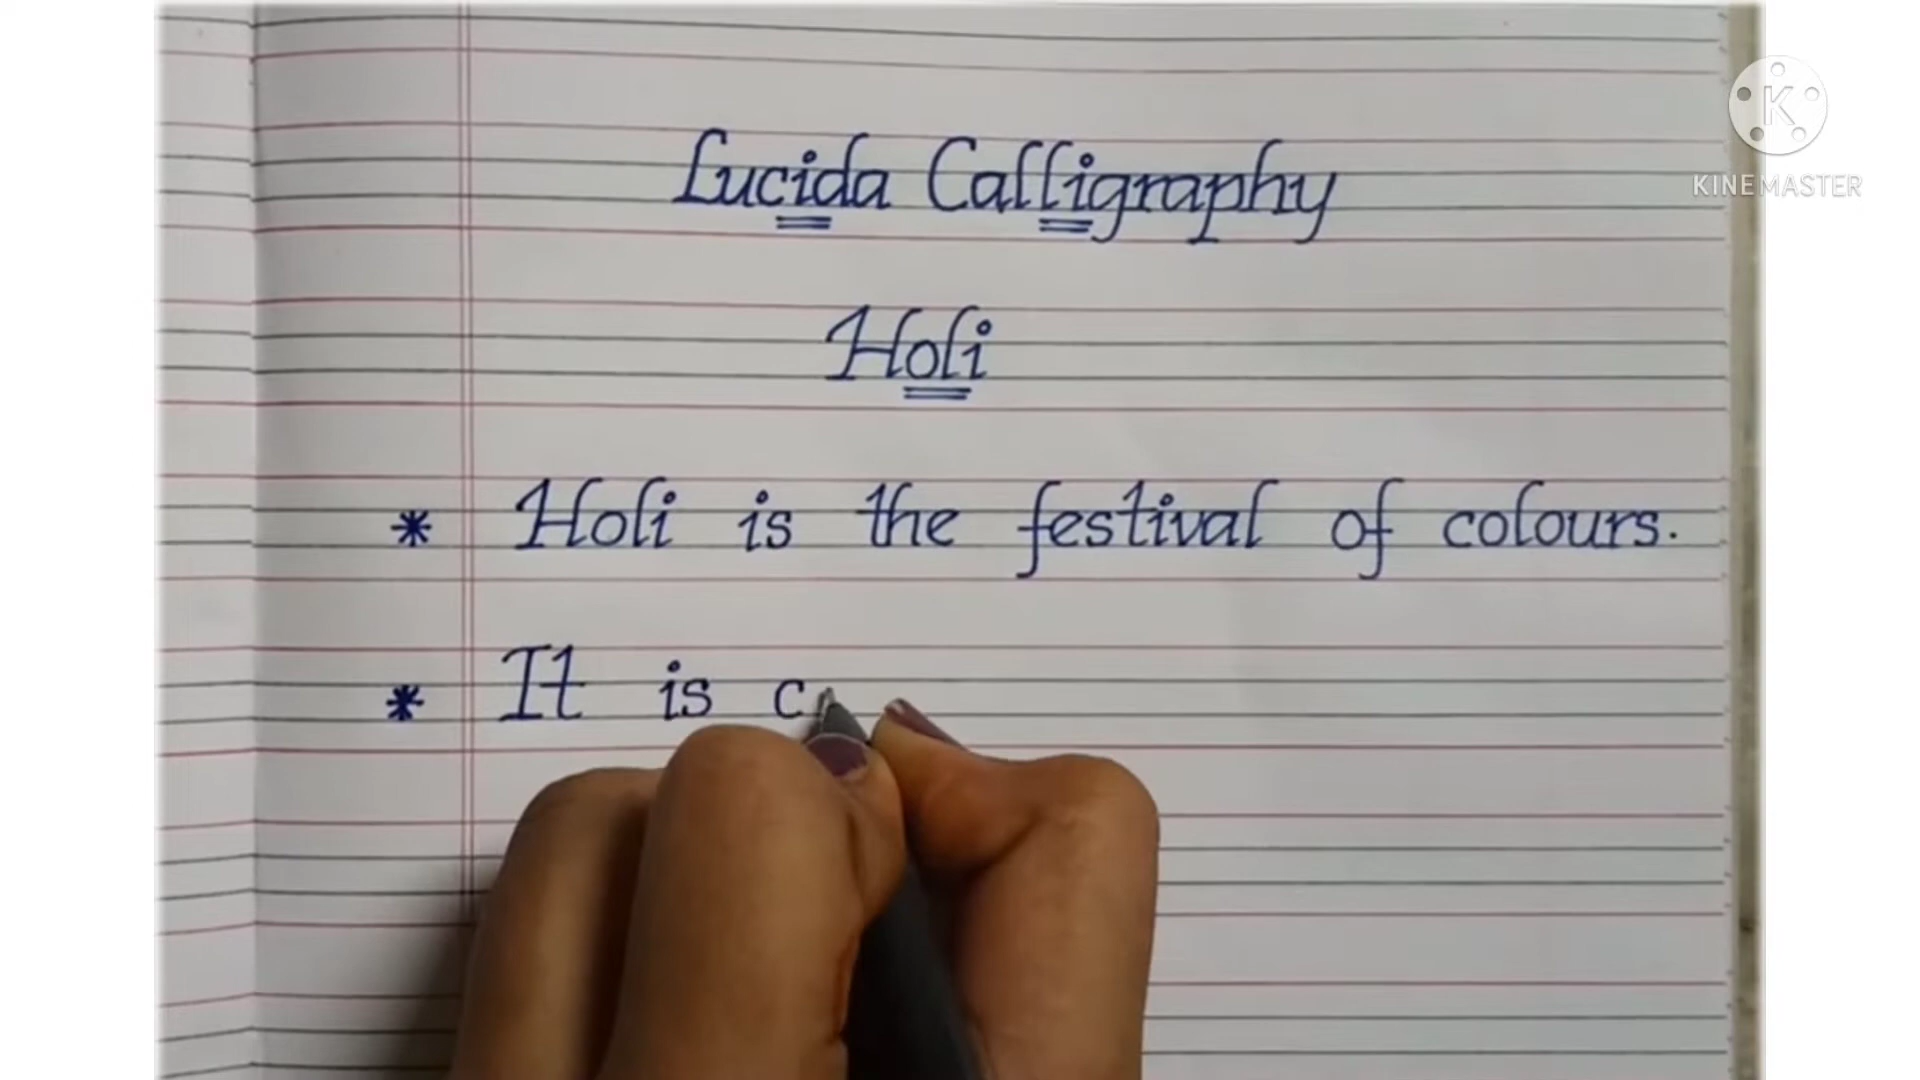 Lucida Calligraphy
KINEMASTER
Holi
* Holi is the festival of colours.
* It is c